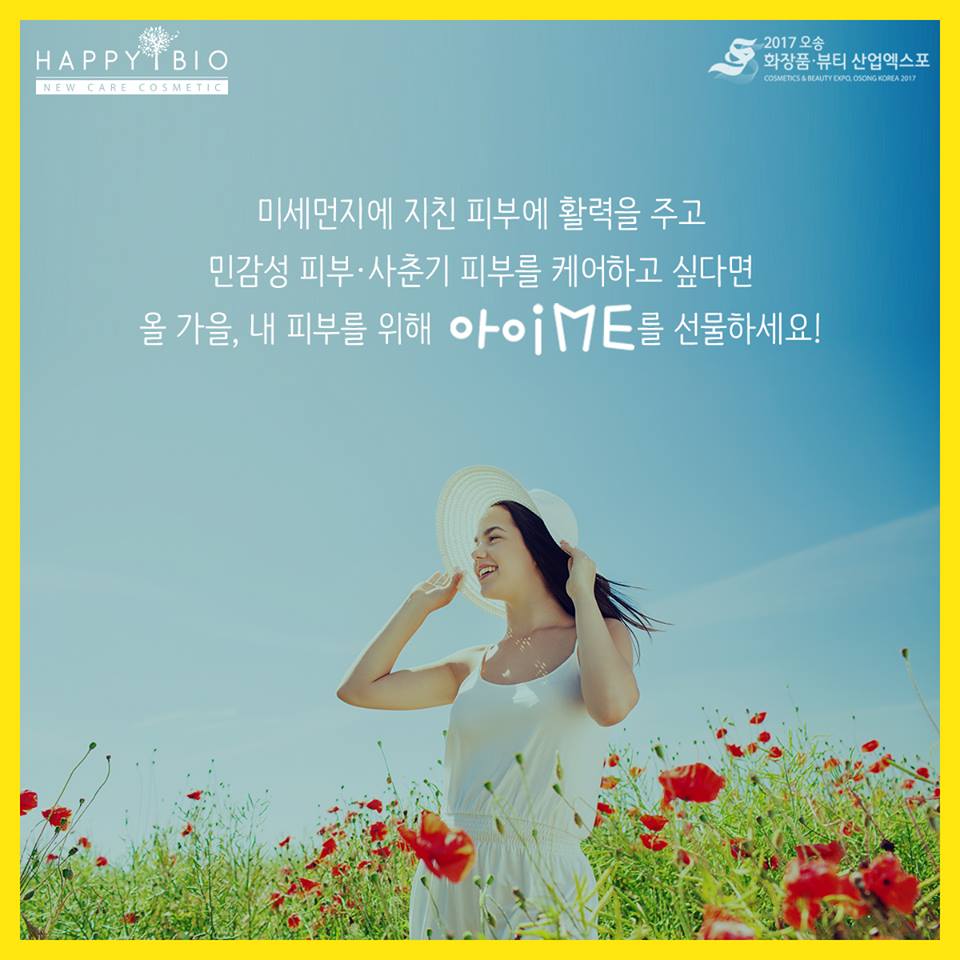 HAPPY BIO
NEW CARE COSMETIC
2017 오송
화장품·뷰티 산업엑스포
COSMETICS & BEAUTY EXPO, OSONG KOREA 2017
미세먼지에 지친 피부에 활력을 주고
민감성 피부·사춘기 피부를 케어하고 싶다면
올 가을, 내 피부를 위해 아이ME를 선물하세요!